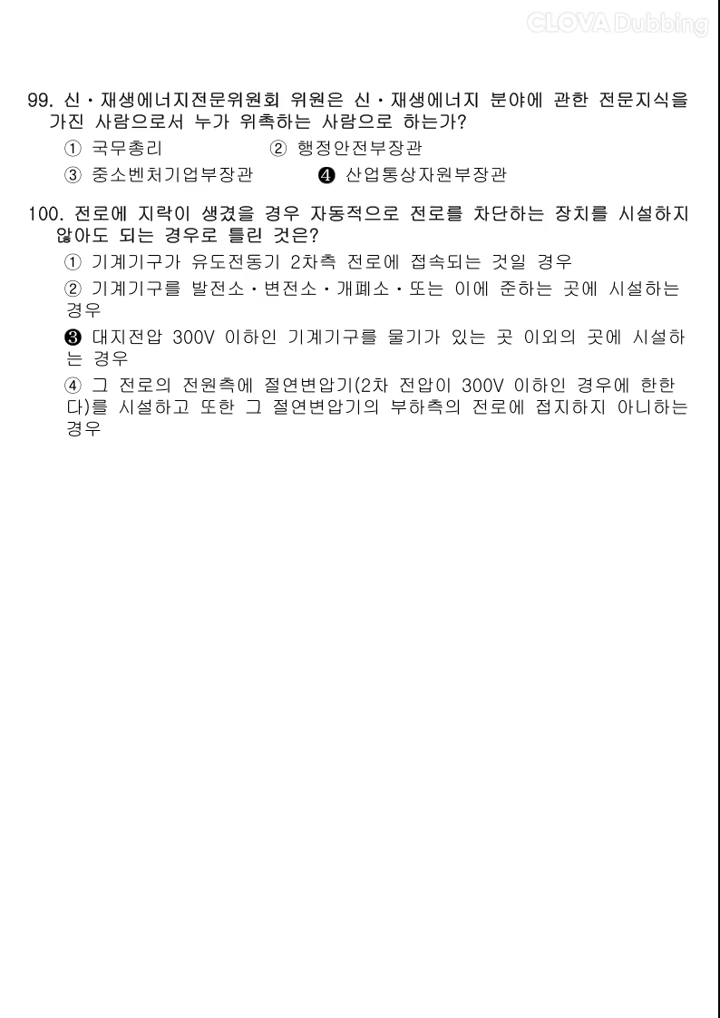 CLOVA Dubbing
99. 신·재생에너지전문위원회 위원은 신·재생에너지 분야에 관한 전문지식을
가진 사람으로서 누가 위촉하는 사람으로 하는가?
① 국무총리 ② 행정안전부장관
③ 중소벤처기업부장관 ❹ 산업통상자원부장관
100. 전로에 지락이 생겼을 경우 자동적으로 전로를 차단하는 장치를 시설하지
않아도 되는 경우로 틀린 것은?
① 기계기구가 유도전동기 2차측 전로에 접속되는 것일 경우
② 기계기구를 발전소·변전소·개폐소·또는 이에 준하는 곳에 시설하는
경우
❸ 대지전압 300V 이하인 기계기구를 물기가 있는 곳 이외의 곳에 시설하
는 경우
④ 그 전로의 전원측에 절연변압기(2차 전압이 300V 이하인 경우에 한한
다)를 시설하고 또한 그 절연변압기의 부하측의 전로에 접지하지 아니하는
경우